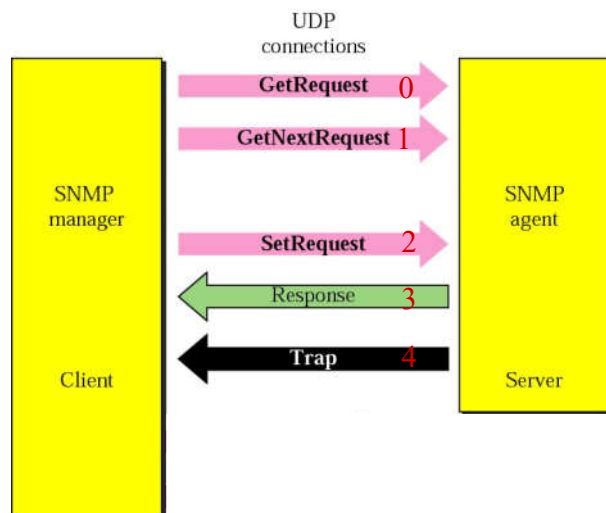 UDP
connections
GetRequest 0
GetNextRequest 1
SNMP
manager
SNMP
agent
SetRequest 2
Response 3
Trap 4
Client
Server